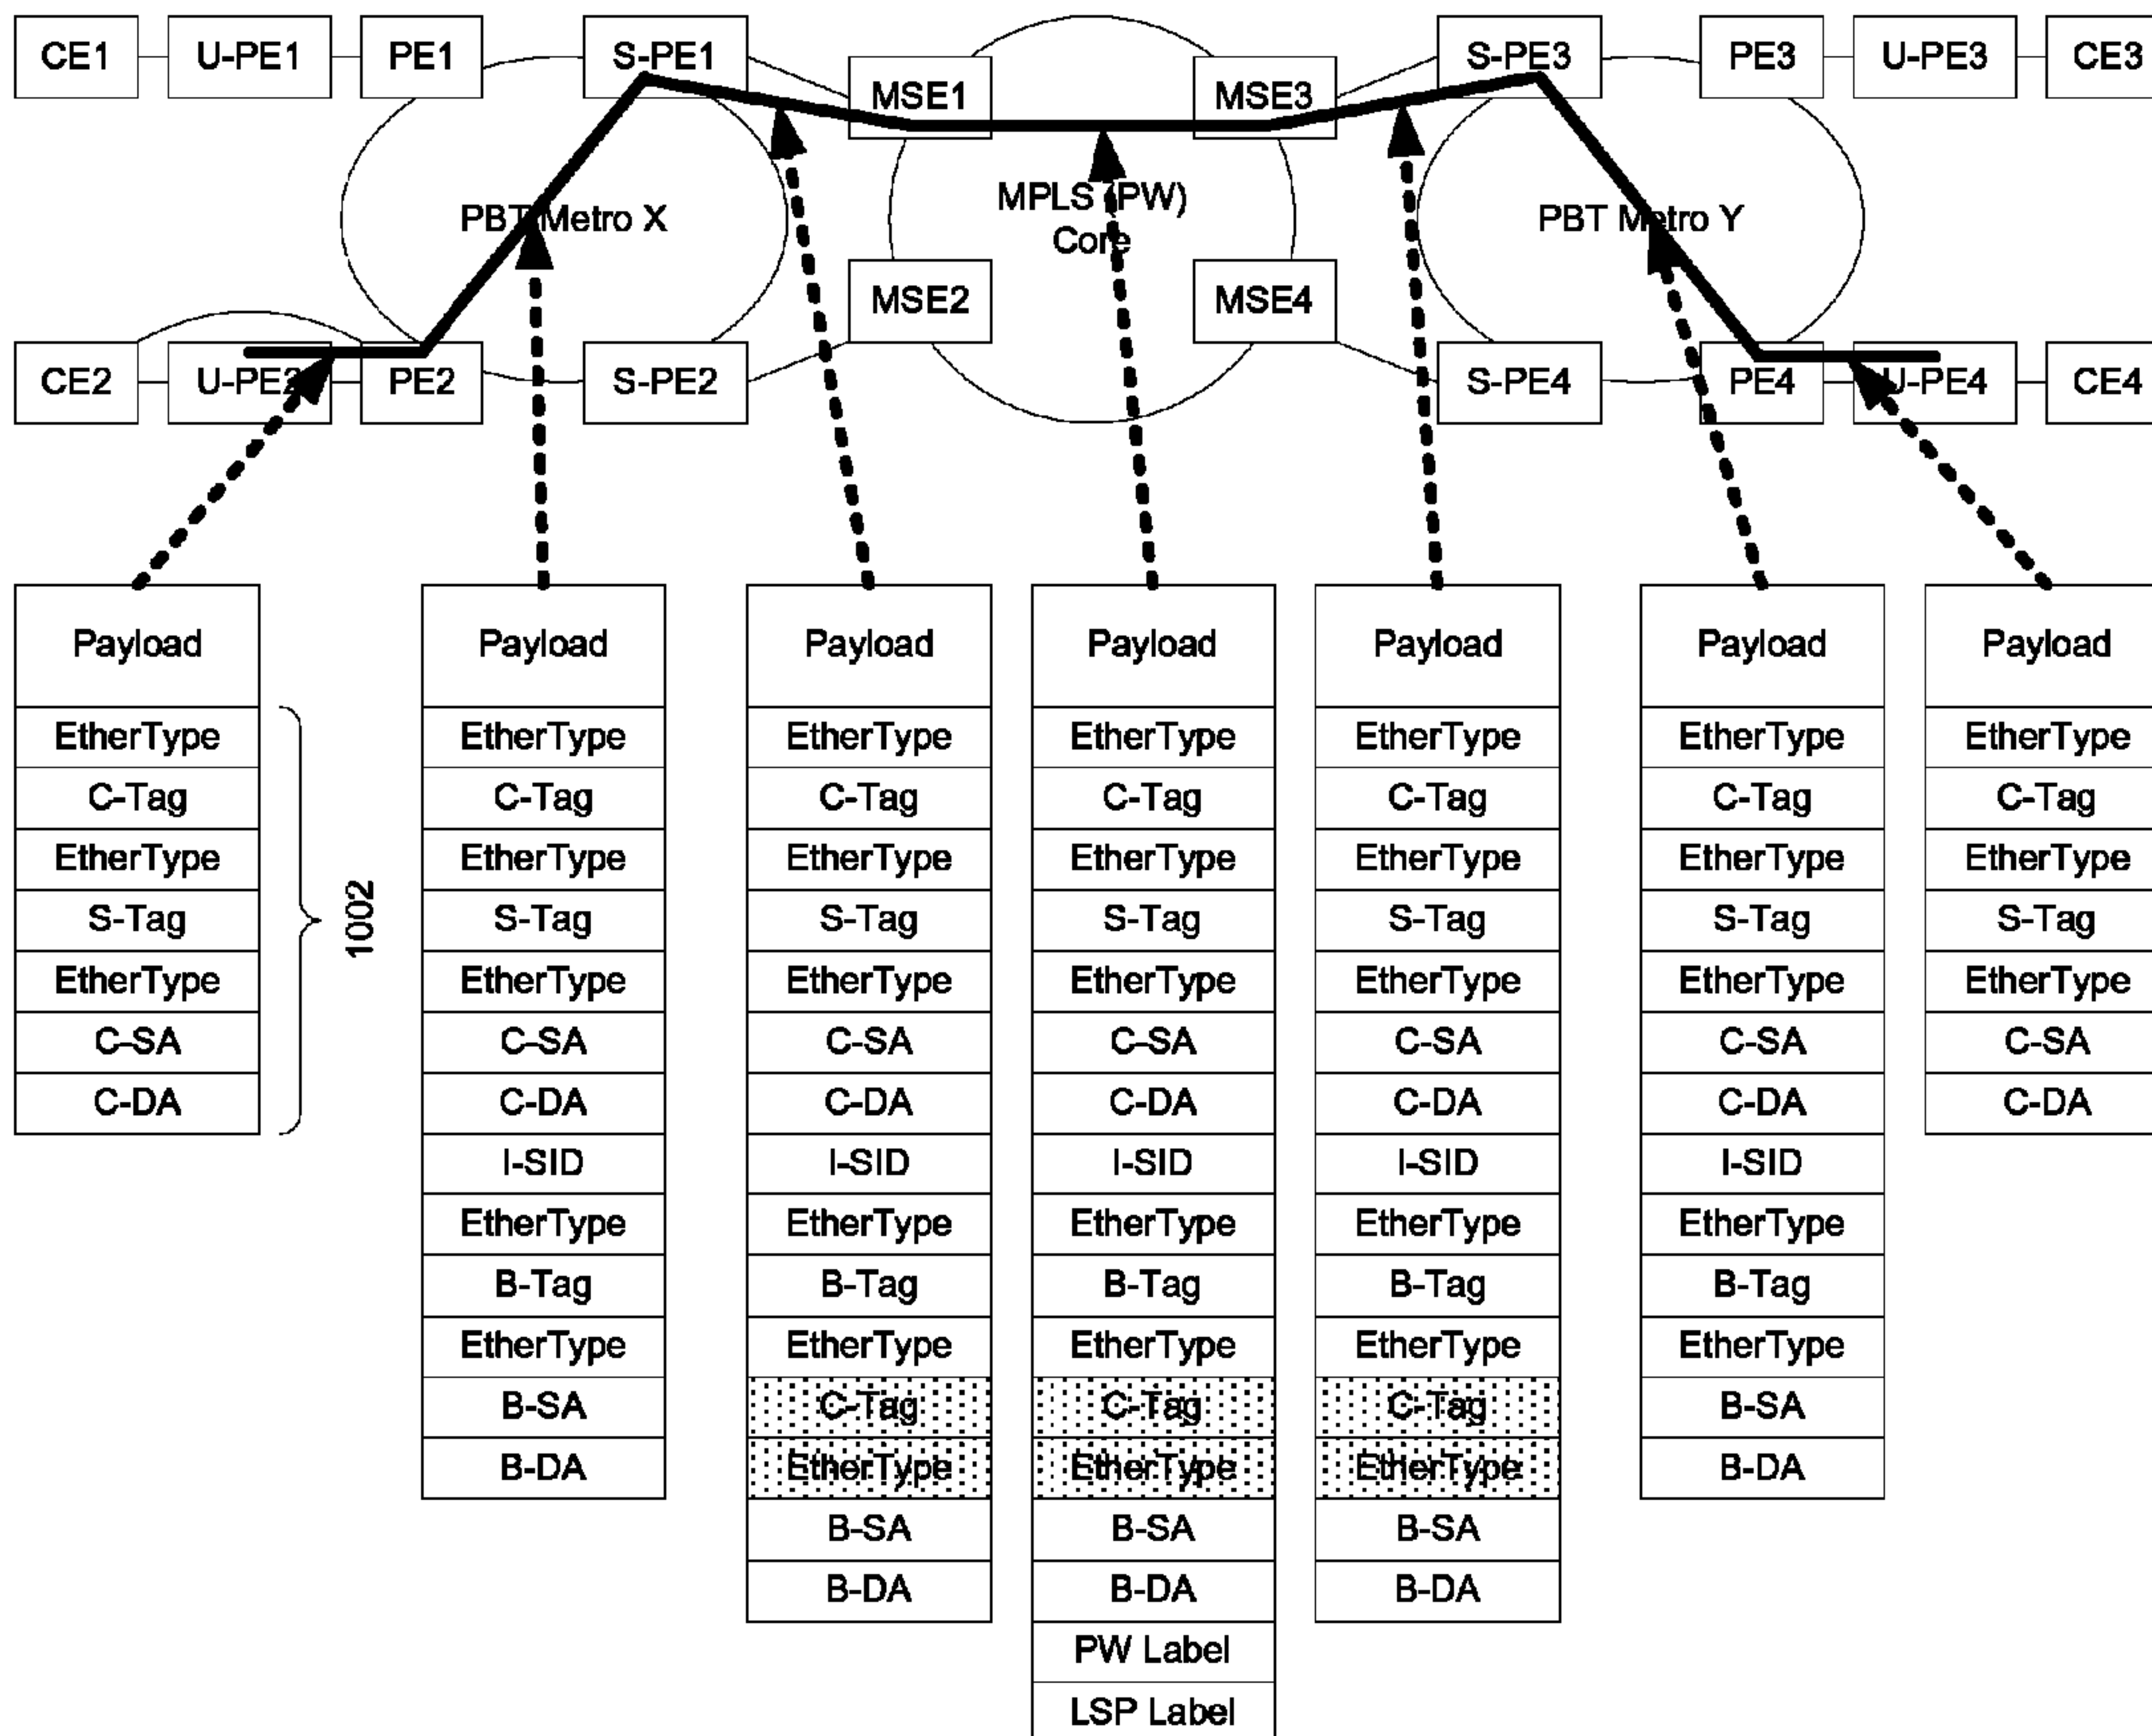 CE1 U-PE1 PE1 S-PE1 MSE1 MSE3 S-PE3 PE3 U-PE3 CE3
PBT Metro X
MPLS (PW)
Core
PBT Metro Y
CE2 U-PE2 PE2 S-PE2 MSE2 MSE4 S-PE4 PE4 U-PE4 CE4
Payload
EtherType
C-Tag
EtherType
S-Tag
EtherType
C-SA
C-DA
1002
Payload
EtherType
C-Tag
EtherType
S-Tag
EtherType
C-SA
C-DA
I-SID
EtherType
B-Tag
EtherType
B-SA
B-DA
Payload
EtherType
C-Tag
EtherType
S-Tag
EtherType
C-SA
C-DA
I-SID
EtherType
B-Tag
EtherType
C-Tag
EtherType
B-SA
B-DA
Payload
EtherType
C-Tag
EtherType
S-Tag
EtherType
C-SA
C-DA
I-SID
EtherType
B-Tag
EtherType
C-Tag
EtherType
B-SA
B-DA
PW Label
LSP Label
Payload
EtherType
C-Tag
EtherType
S-Tag
EtherType
C-SA
C-DA
I-SID
EtherType
B-Tag
EtherType
C-Tag
EtherType
B-SA
B-DA
Payload
EtherType
C-Tag
EtherType
S-Tag
EtherType
C-SA
C-DA
I-SID
EtherType
B-Tag
EtherType
B-SA
B-DA
Payload
EtherType
C-Tag
EtherType
S-Tag
EtherType
C-SA
C-DA